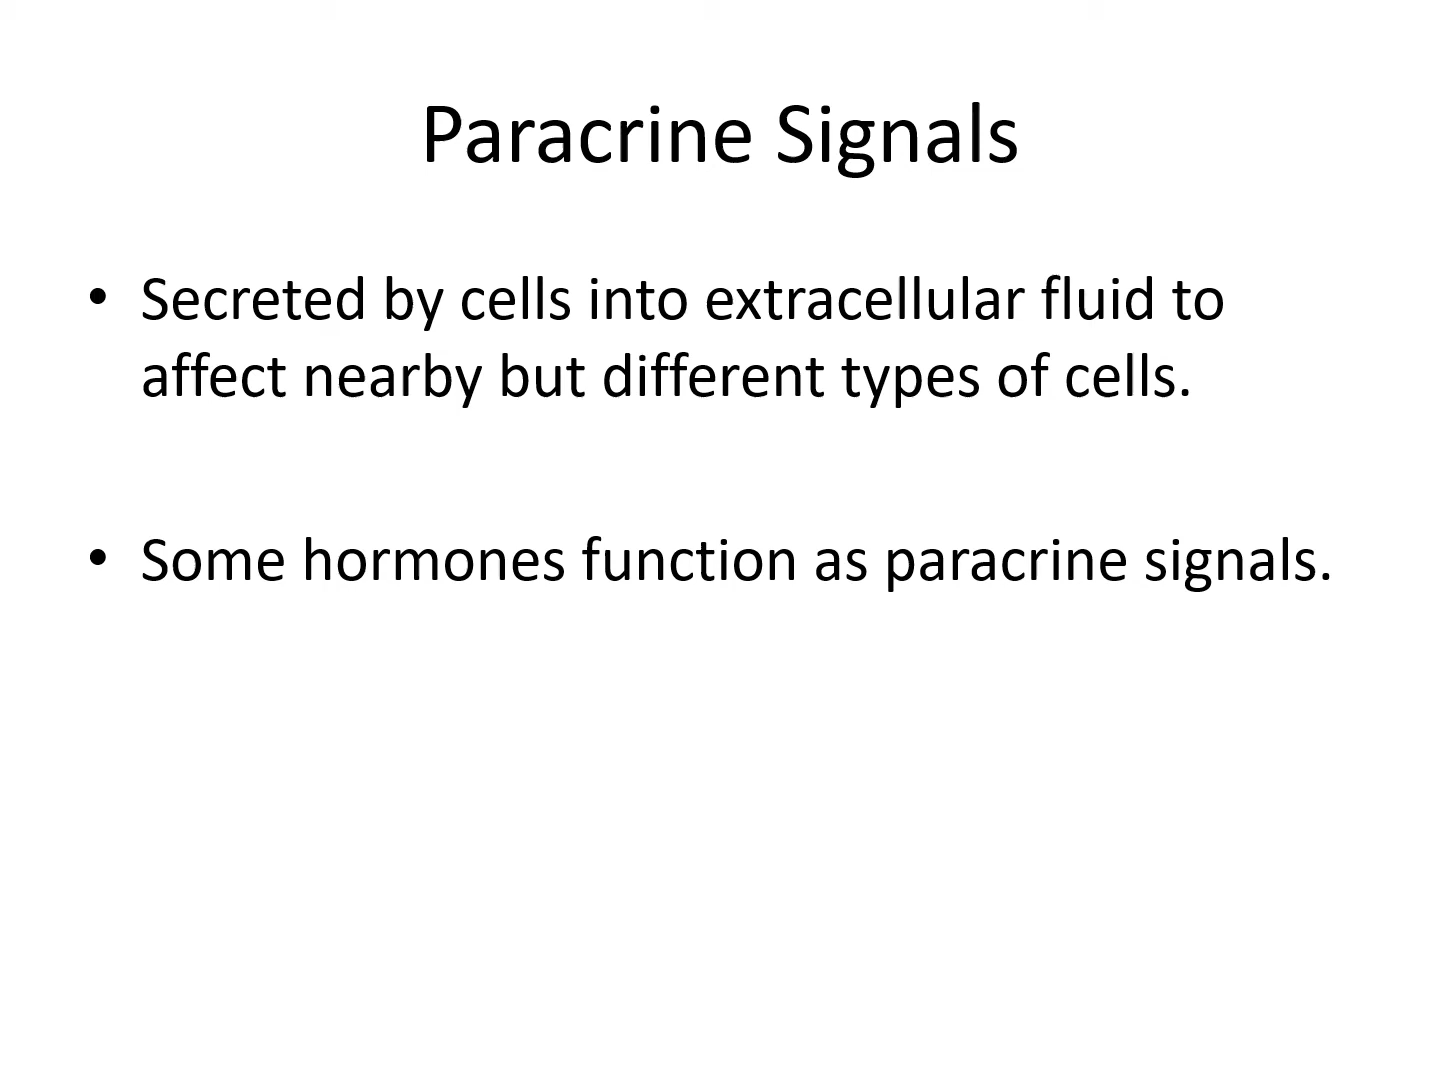 Paracrine Signals
• Secreted by cells into extracellular fluid to
affect nearby but different types of cells.
• Some hormones function as paracrine signals.